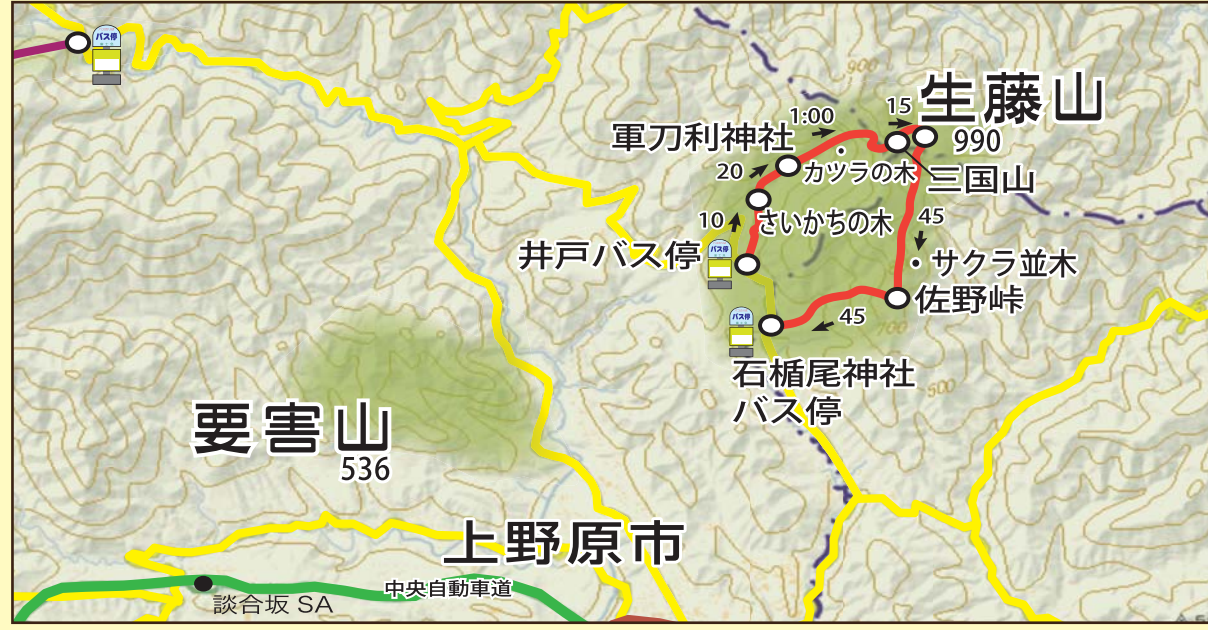 バス停
900
生藤山
990
15
1:00
軍刀利神社
カツラの木
三国山
20
10
さいかちの木
45
井戸バス停
バス停
サクラ並木
佐野峠
バス停
45
700
石楯尾神社
バス停
500
要害山
536
上野原市
中央自動車道
談合坂 SA